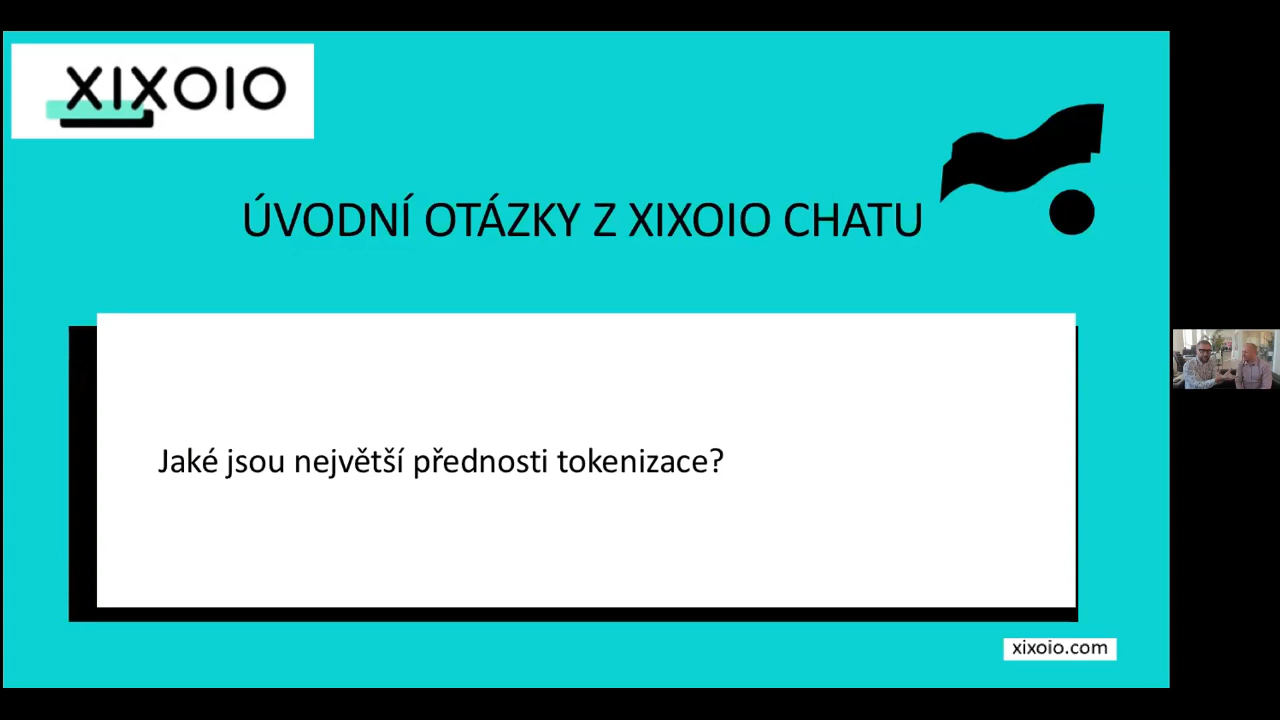 XIXOIO
ÚVODNÍ OTÁZKY Z XIXOIO CHATU
Jaké jsou největší přednosti tokenizace?
xixoio.com